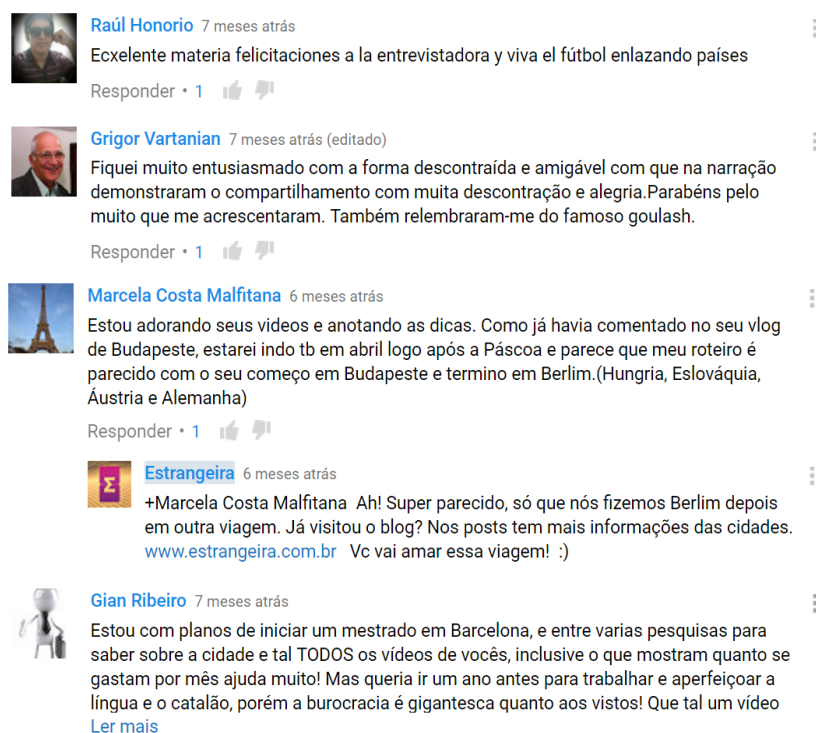 Raúl Honorio 7 meses atrás
Ecxelente materia felicitaciones a la entrevistadora y viva el fútbol enlazando países
Responder • 1
Grigor Vartanian 7 meses atrás (editado)
Fiquei muito entusiasmado com a forma descontraída e amigável com que na narração
demonstraram o compartilhamento com muita descontração e alegria.Parabéns pelo
muito que me acrescentaram. Também relembraram-me do famoso goulash.
Responder • 1
Marcela Costa Malfitana 6 meses atrás
Estou adorando seus videos e anotando as dicas. Como já havia comentado no seu vlog
de Budapeste, estarei indo tb em abril logo após a Páscoa e parece que meu roteiro é
parecido com o seu começo em Budapeste e termino em Berlim.(Hungria, Eslováquia,
Áustria e Alemanha)
Responder • 1
Estrangeira 6 meses atrás
+Marcela Costa Malfitana Ah! Super parecido, só que nós fizemos Berlim depois
em outra viagem. Já visitou o blog? Nos posts tem mais informações das cidades.
www.estrangeira.com.br Vc vai amar essa viagem! :)
Gian Ribeiro 7 meses atrás
Estou com planos de iniciar um mestrado em Barcelona, e entre varias pesquisas para
saber sobre a cidade e tal TODOS os vídeos de vocês, inclusive o que mostram quanto se
gastam por mês ajuda muito! Mas queria ir um ano antes para trabalhar e aperfeiçoar a
língua e o catalão, porém a burocracia é gigantesca quanto aos vistos! Que tal um vídeo
Ler mais